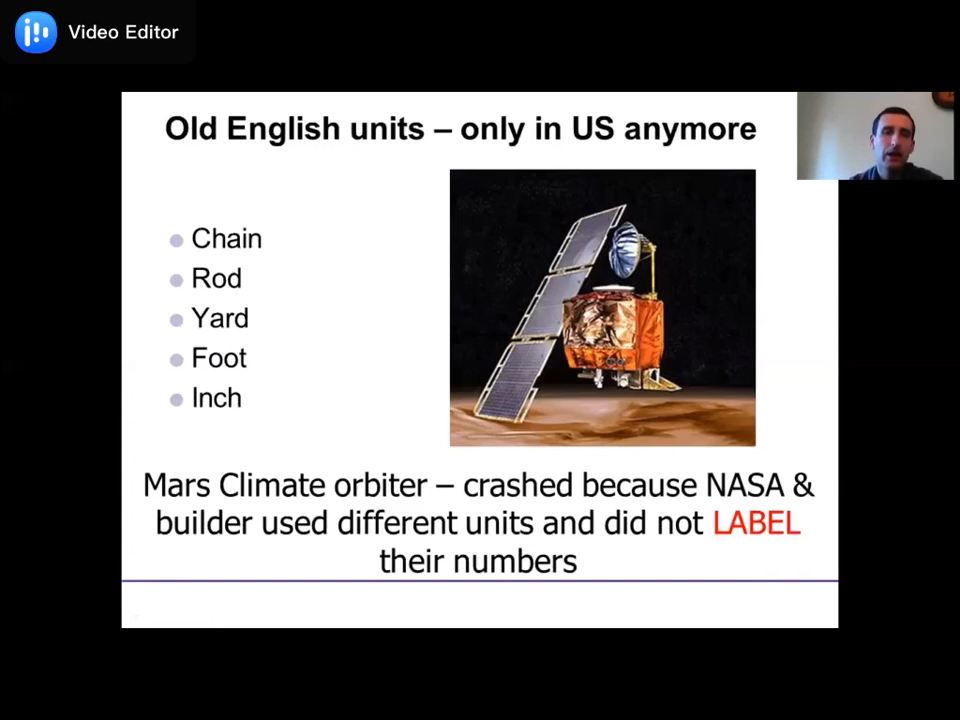 Video Editor
Old English units – only in US anymore
Chain
Rod
Yard
Foot
Inch
Mars Climate orbiter – crashed because NASA &
builder used different units and did not LABEL
their numbers